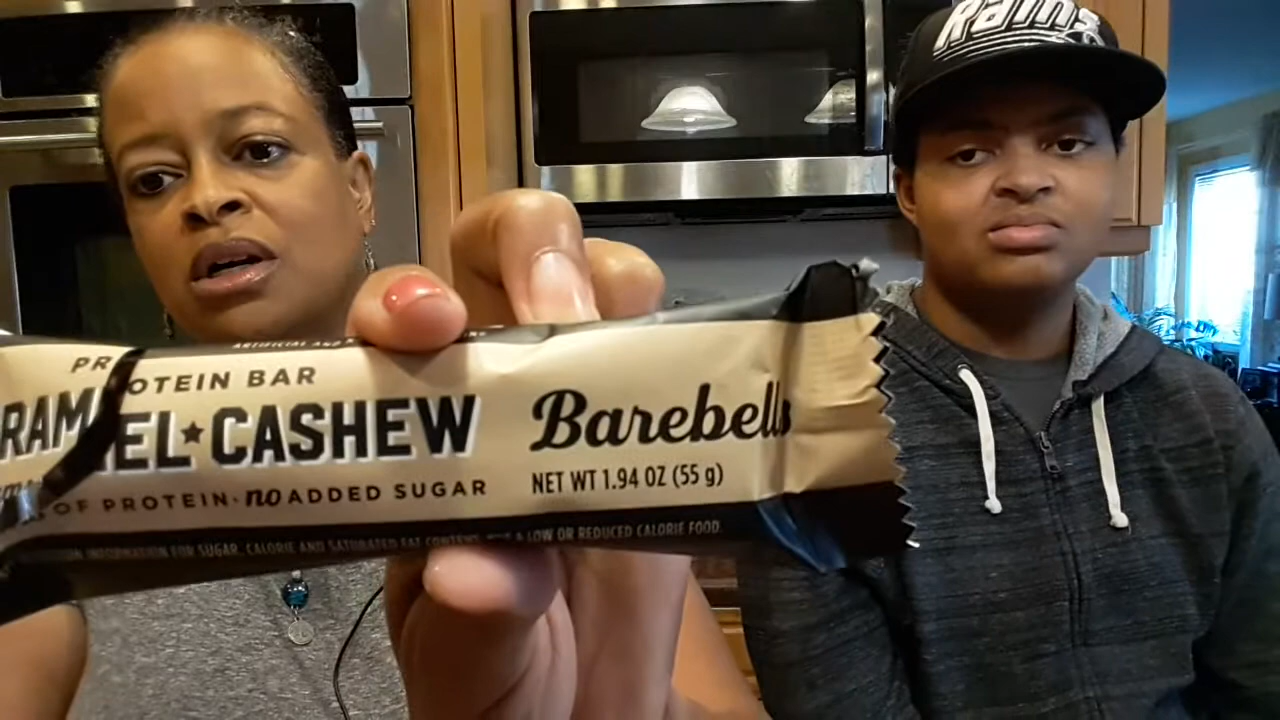 Rains
PROTEIN BAR
RAMEL★CASHEW
OF PROTEIN · no ADDED SUGAR
Barebells
NET WT 1.94 OZ (55 g)
INFORMATION FOR SUGAR, CALORIE AND SATURATED FAT CONTENT. NOT A LOW OR REDUCED CALORIE FOOD.